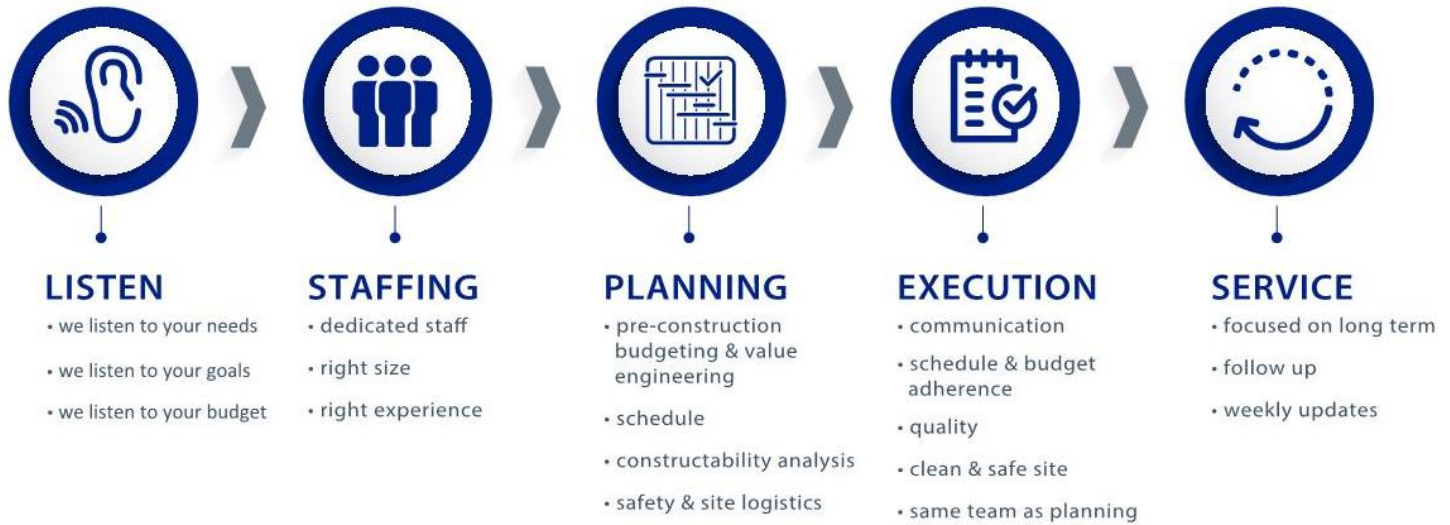 LISTEN
• we listen to your needs
• we listen to your goals
• we listen to your budget
STAFFING
• dedicated staff
• right size
• right experience
PLANNING
• pre-construction
budgeting & value
engineering
• schedule
• constructability analysis
• safety & site logistics
EXECUTION
• communication
• schedule & budget
adherence
• quality
• clean & safe site
• same team as planning
SERVICE
• focused on long term
• follow up
• weekly updates